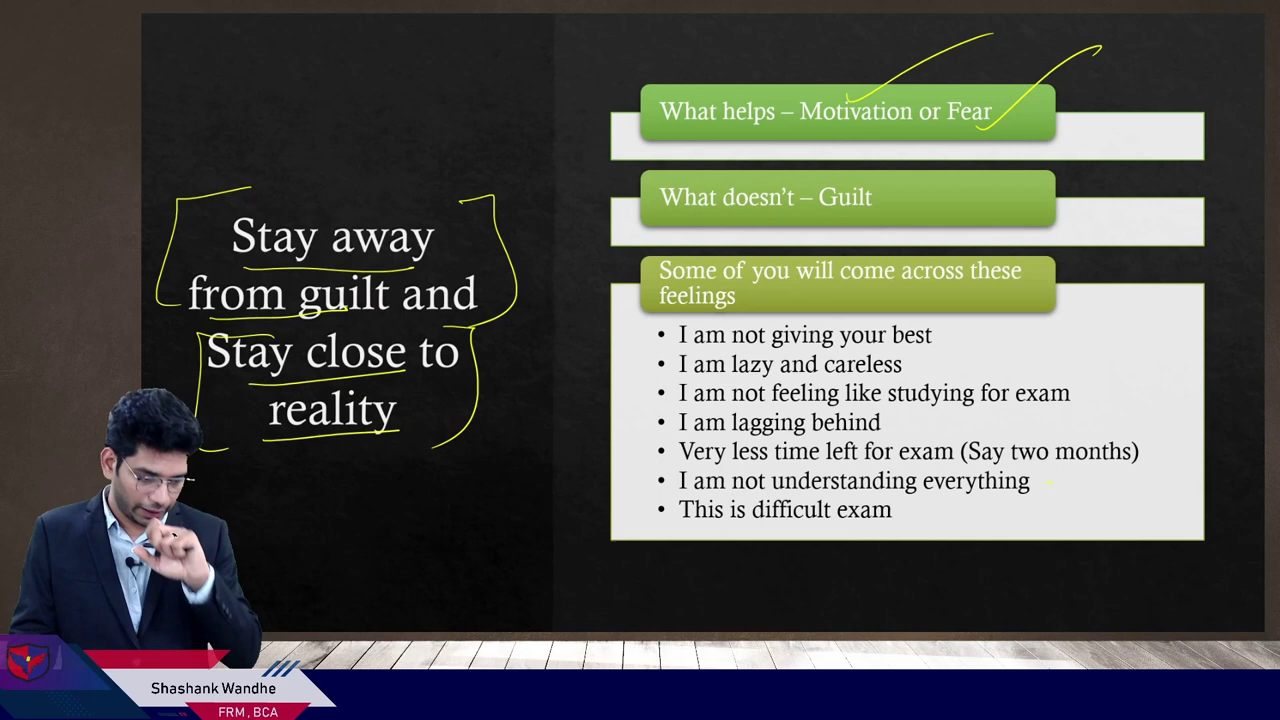 Stay away
from guilt and
Stay close to
reality
What helps – Motivation or Fear
What doesn't – Guilt
Some of you will come across these
feelings
• I am not giving your best
• I am lazy and careless
• I am not feeling like studying for exam
• I am lagging behind
• Very less time left for exam (Say two months)
• I am not understanding everything
• This is difficult exam
Shashank Wandhe
FRM, BCA